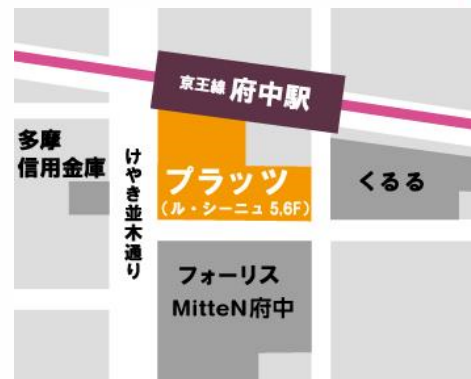 京王線 府中駅
多摩
信用金庫
けやき並木通り
プラッツ
(ル・シーニュ 5,6F)
くるる
フォーリス
MitteN府中